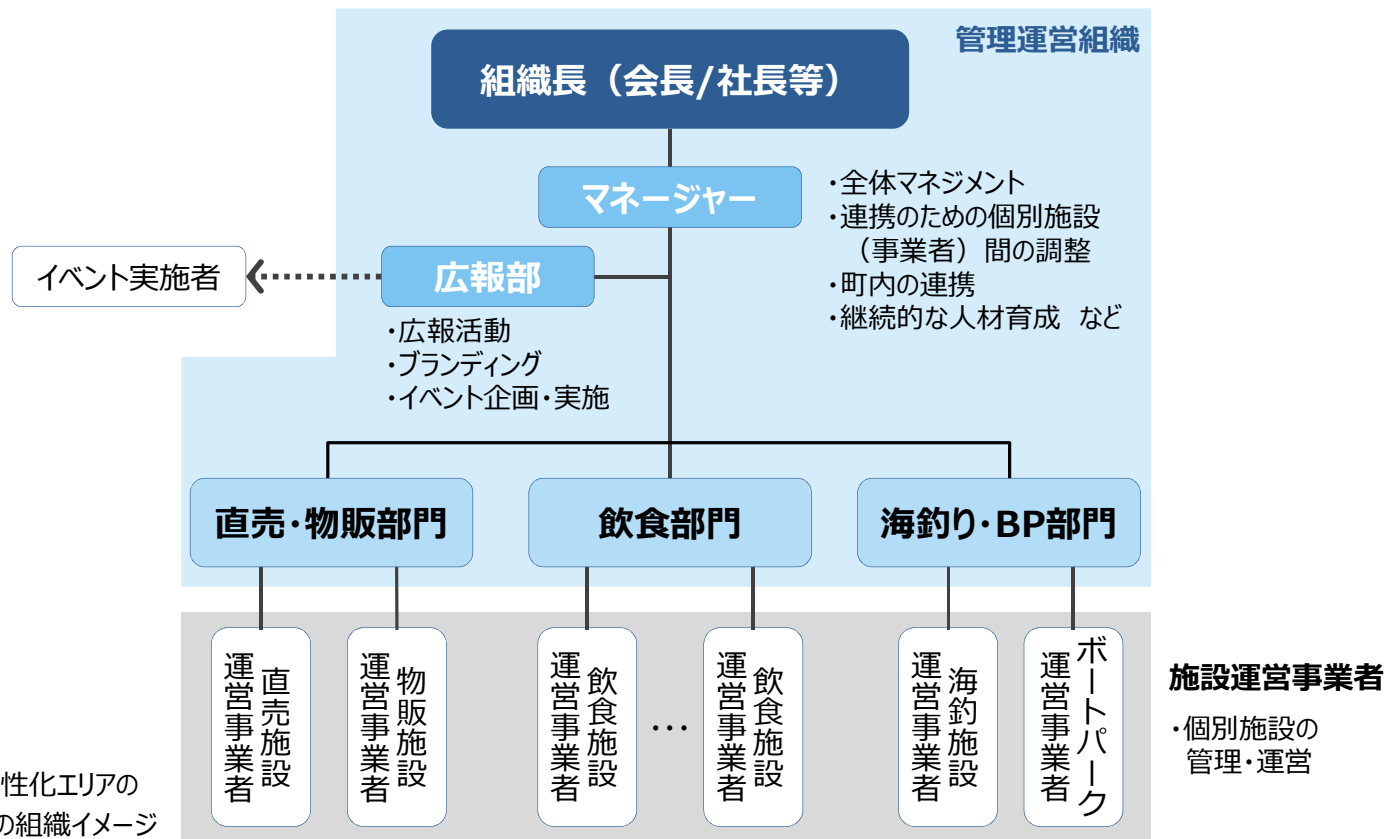 管理運営組織
組織長（会長/社長等）
マネージャー
・全体マネジメント
・連携のための個別施設
（事業者）間の調整
・町内の連携
・継続的な人材育成 など
イベント実施者
広報部
・広報活動
・ブランディング
・イベント企画・実施
直売・物販部門
飲食部門
海釣り・BP部門
直売施設
運営事業者
物販施設
運営事業者
飲食施設
運営事業者
…
飲食施設
運営事業者
海釣施設
運営事業者
ボートパーク
運営事業者
施設運営事業者
・個別施設の
管理・運営
性化エリアの
の組織イメージ